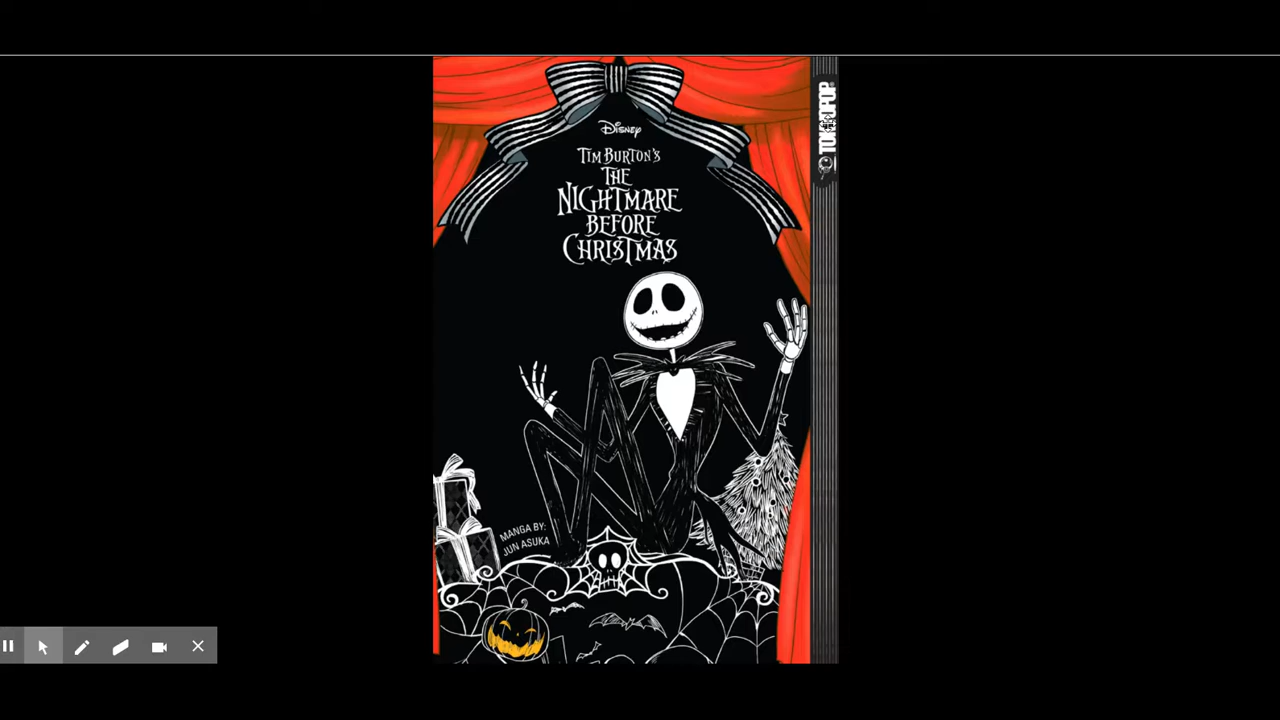 Disney
TIM BURTON'S
THE
NIGHTMARE
BEFORE
CHRISTMAS
MANGA BY:
JUN ASUKA
TOKYOPOP